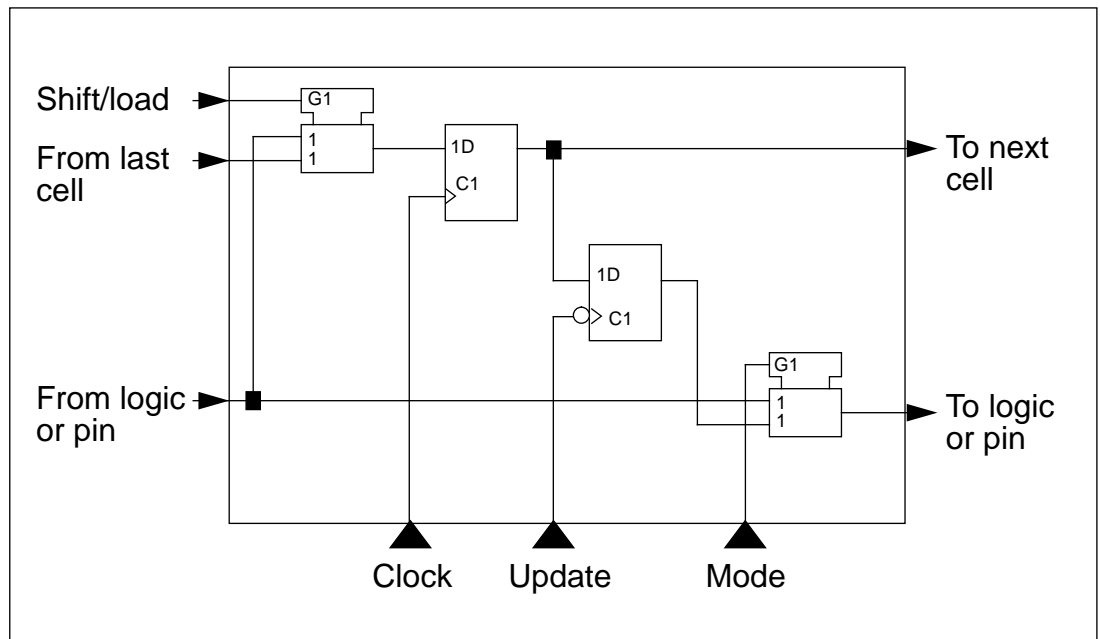 Shift/load
G1
1
1
From last
cell
1D
C1
To next
cell
1D
C1
G1
1
1
From logic
or pin
To logic
or pin
Clock
Update
Mode